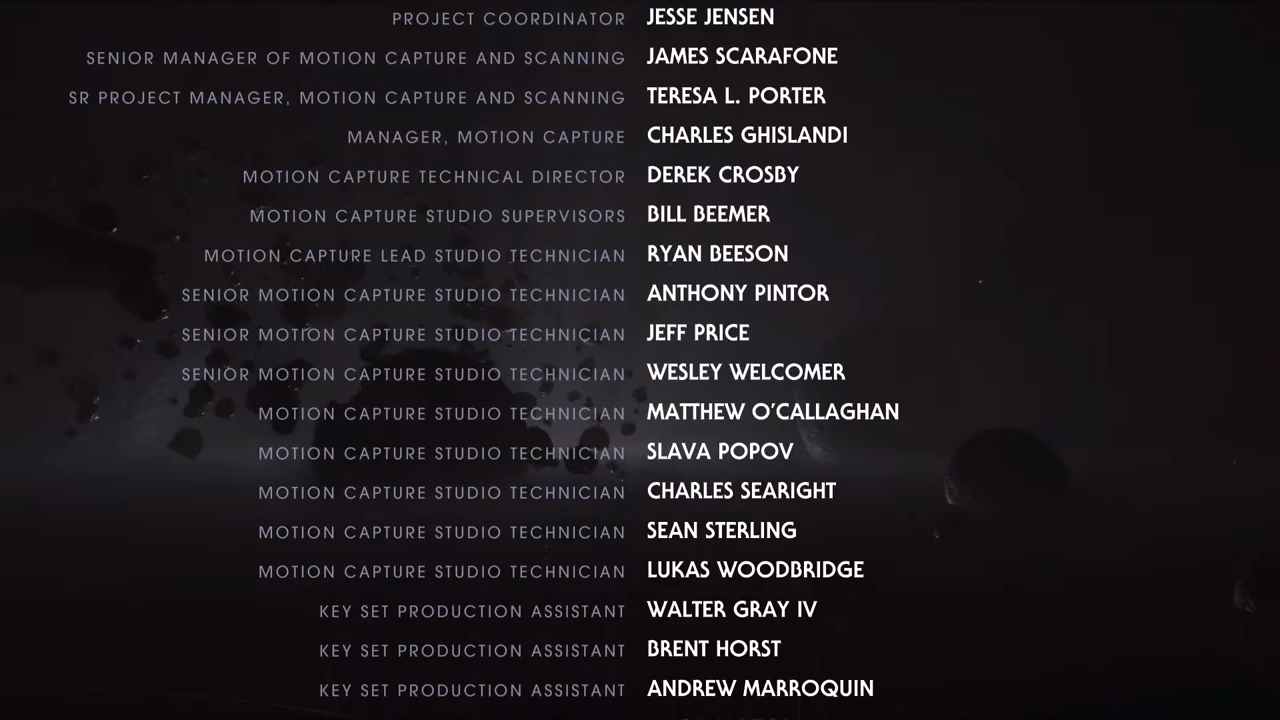 PROJECT COORDINATOR JESSE JENSEN
SENIOR MANAGER OF MOTION CAPTURE AND SCANNING JAMES SCARAFONE
SR PROJECT MANAGER, MOTION CAPTURE AND SCANNING TERESA L. PORTER
MANAGER, MOTION CAPTURE CHARLES GHISLANDI
MOTION CAPTURE TECHNICAL DIRECTOR DEREK CROSBY
MOTION CAPTURE STUDIO SUPERVISORS BILL BEEMER
MOTION CAPTURE LEAD STUDIO TECHNICIAN RYAN BEESON
SENIOR MOTION CAPTURE STUDIO TECHNICIAN ANTHONY PINTOR
SENIOR MOTION CAPTURE STUDIO TECHNICIAN JEFF PRICE
SENIOR MOTION CAPTURE STUDIO TECHNICIAN WESLEY WELCOMER
MOTION CAPTURE STUDIO TECHNICIAN MATTHEW O'CALLAGHAN
MOTION CAPTURE STUDIO TECHNICIAN SLAVA POPOV
MOTION CAPTURE STUDIO TECHNICIAN CHARLES SEARIGHT
MOTION CAPTURE STUDIO TECHNICIAN SEAN STERLING
MOTION CAPTURE STUDIO TECHNICIAN LUKAS WOODBRIDGE
KEY SET PRODUCTION ASSISTANT WALTER GRAY IV
KEY SET PRODUCTION ASSISTANT BRENT HORST
KEY SET PRODUCTION ASSISTANT ANDREW MARROQUIN